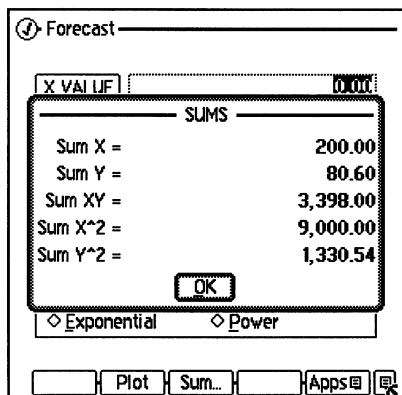 Forecast
X VALUE 0.00
SUMS
Sum X = 200.00
Sum Y = 80.60
Sum XY = 3,398.00
Sum X^2 = 9,000.00
Sum Y^2 = 1,330.54
OK
Exponential Power
Plot Sum... Apps